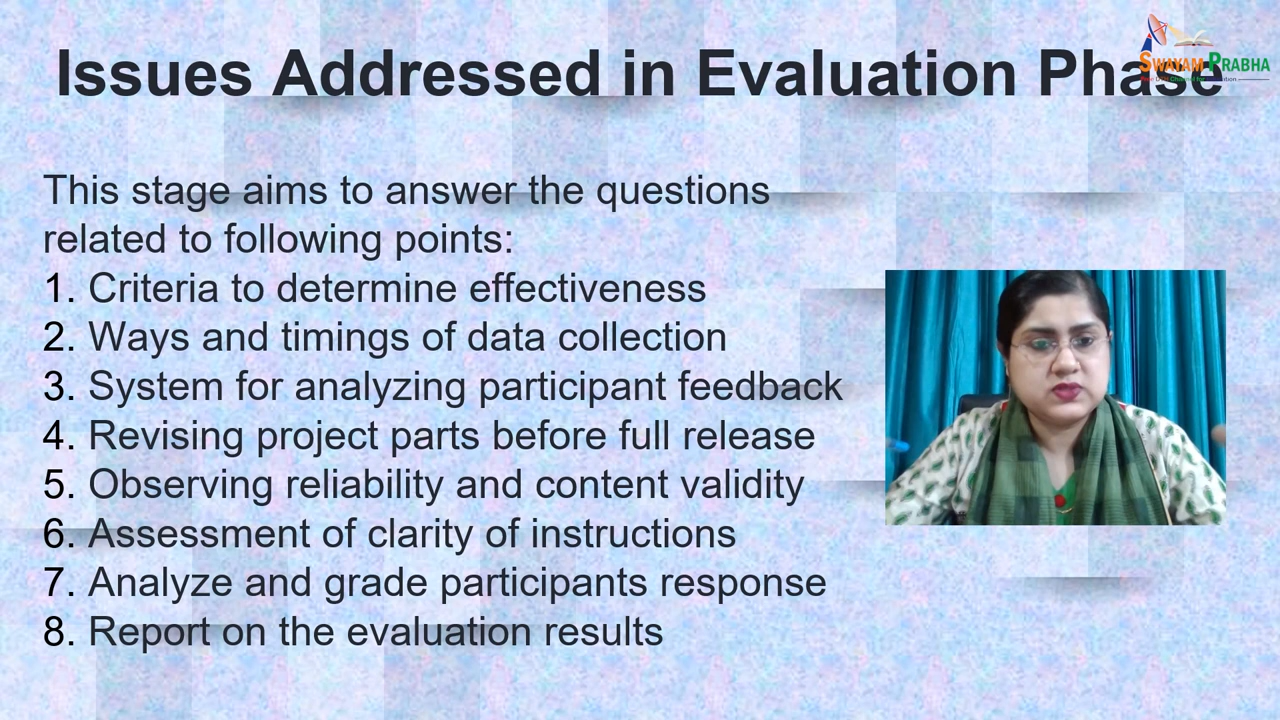 Issues Addressed in Evaluation Phase
SWAYAM PRABHA
This stage aims to answer the questions
related to following points:
1. Criteria to determine effectiveness
2. Ways and timings of data collection
3. System for analyzing participant feedback
4. Revising project parts before full release
5. Observing reliability and content validity
6. Assessment of clarity of instructions
7. Analyze and grade participants response
8. Report on the evaluation results